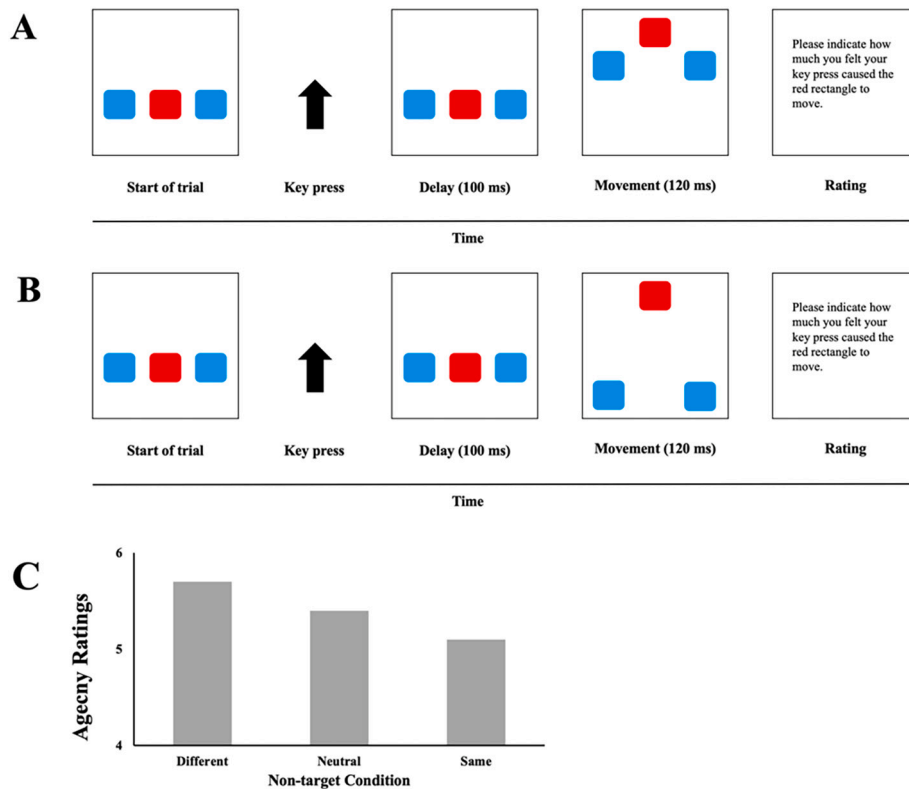 A
Please indicate how
much you felt your
key press caused the
red rectangle to
move.
Start of trial
Key press
Delay (100 ms)
Movement (120 ms)
Rating
Time
B
Please indicate how
much you felt your
key press caused the
red rectangle to
move.
Start of trial
Key press
Delay (100 ms)
Movement (120 ms)
Rating
Time
C
Agecny Ratings
6
5
4
Different
Neutral
Same
Non-target Condition